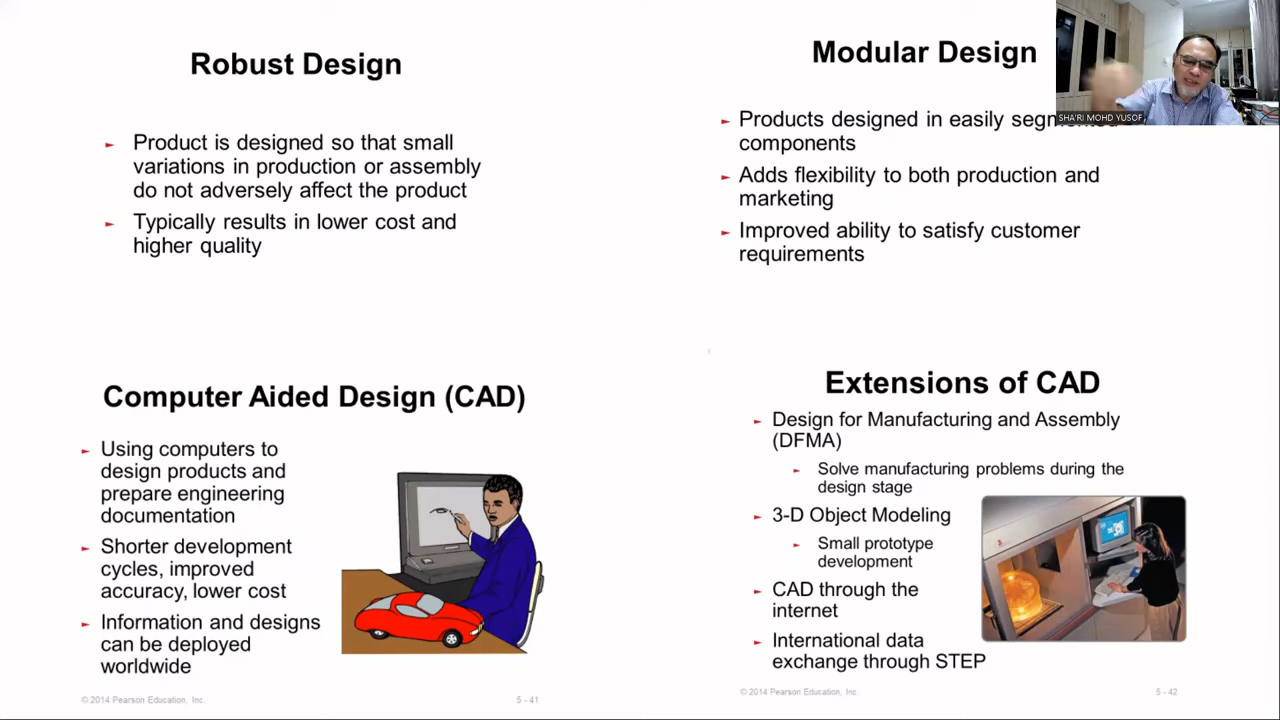 Robust Design
► Product is designed so that small
variations in production or assembly
do not adversely affect the product
► Typically results in lower cost and
higher quality
Modular Design
► Products designed in easily segmented
components
► Adds flexibility to both production and
marketing
► Improved ability to satisfy customer
requirements
SHA'RI MOHD YUSOF
Computer Aided Design (CAD)
► Using computers to
design products and
prepare engineering
documentation
► Shorter development
cycles, improved
accuracy, lower cost
► Information and designs
can be deployed
worldwide
© 2014 Pearson Education, Inc.
5 - 41
Extensions of CAD
► Design for Manufacturing and Assembly
(DFMA)
► Solve manufacturing problems during the
design stage
► 3-D Object Modeling
► Small prototype
development
► CAD through the
internet
► International data
exchange through STEP
© 2014 Pearson Education, Inc.
5 - 42